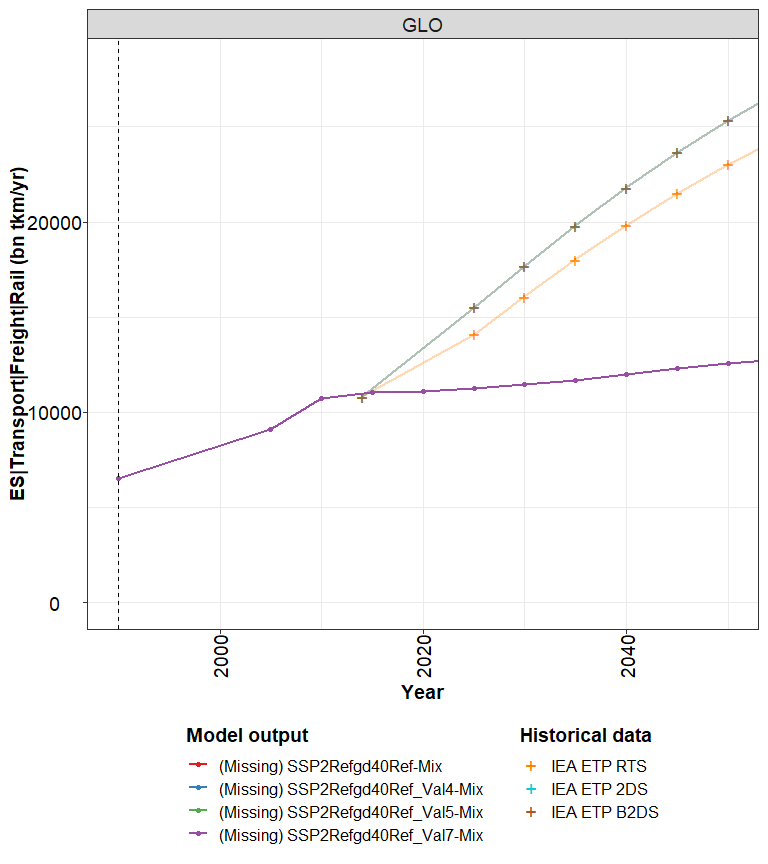 GLO
ES|Transport|Freight|Rail (bn tkm/yr)
20000
10000
0
2000
2020
2040
Year
Model output
(Missing) SSP2Refgd40Ref-Mix
(Missing) SSP2Refgd40Ref_Val4-Mix
(Missing) SSP2Refgd40Ref_Val5-Mix
(Missing) SSP2Refgd40Ref_Val7-Mix
Historical data
IEA ETP RTS
IEA ETP 2DS
IEA ETP B2DS